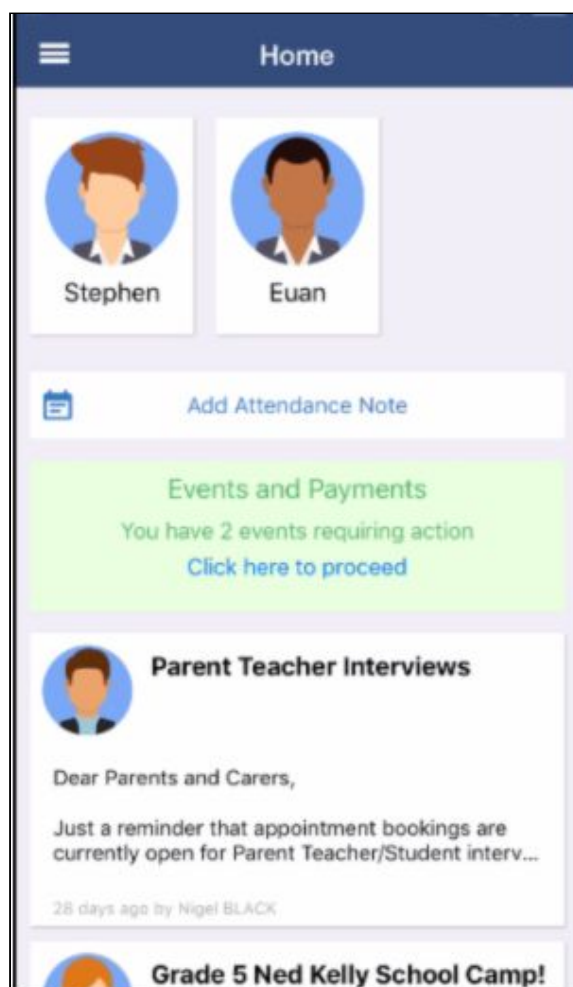 Home
Stephen
Euan
Add Attendance Note
Events and Payments
You have 2 events requiring action
Click here to proceed
Parent Teacher Interviews
Dear Parents and Carers,
Just a reminder that appointment bookings are
currently open for Parent Teacher/Student interv...
28 days ago by Nigel BLACK
Grade 5 Ned Kelly School Camp!